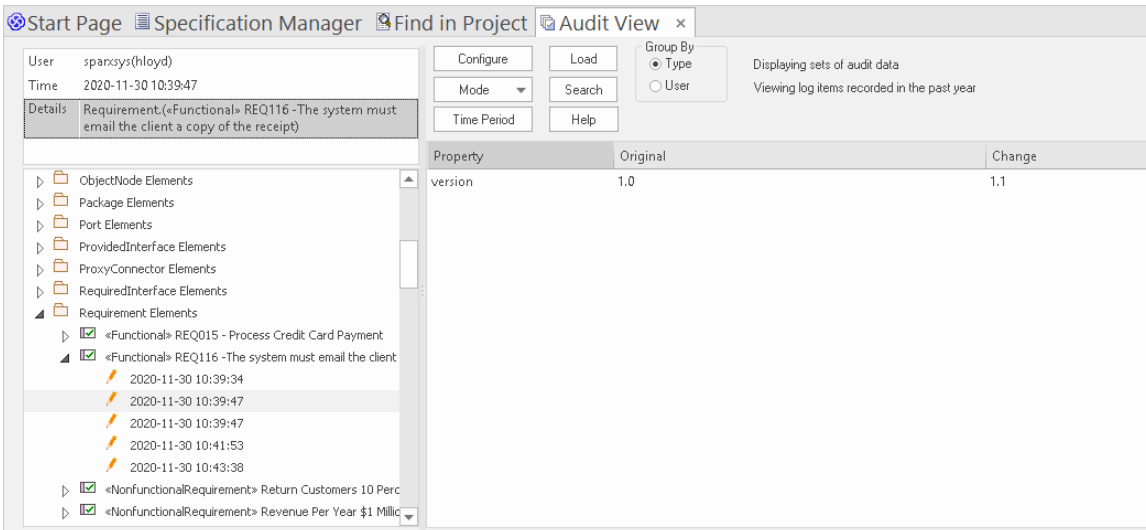 Start Page Specification Manager Find in Project Audit View ×
User sparxsys(hloyd)
Time 2020-11-30 10:39:47
Details Requirement.(«Functional» REQ116 -The system must
email the client a copy of the receipt)
Configure Load
Mode Search
Time Period Help
Group By
Type
User
Displaying sets of audit data
Viewing log items recorded in the past year
Property Original Change
version 1.0 1.1
ObjectNode Elements
Package Elements
Port Elements
ProvidedInterface Elements
ProxyConnector Elements
RequiredInterface Elements
Requirement Elements
«Functional» REQ015 - Process Credit Card Payment
«Functional» REQ116 -The system must email the client
2020-11-30 10:39:34
2020-11-30 10:39:47
2020-11-30 10:39:47
2020-11-30 10:41:53
2020-11-30 10:43:38
«NonfunctionalRequirement» Return Customers 10 Perc
«NonfunctionalRequirement» Revenue Per Year $1 Millic